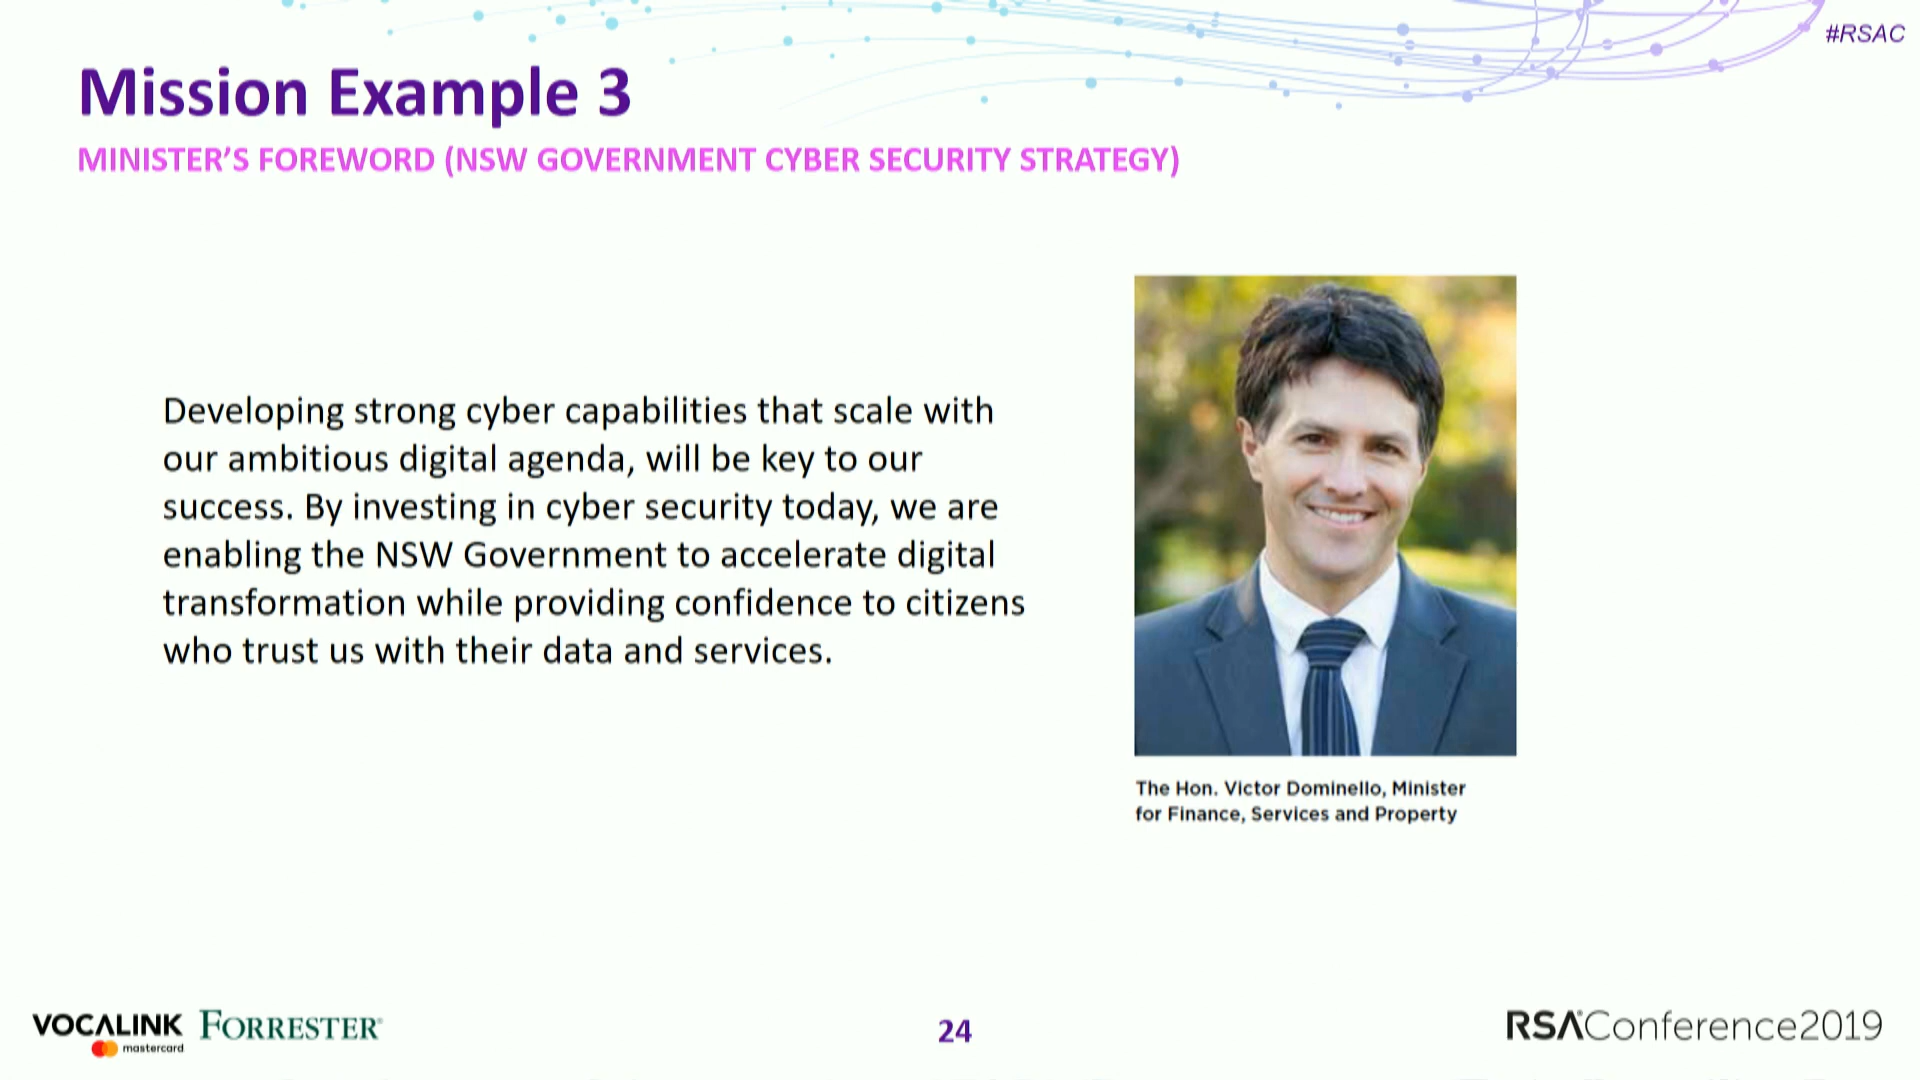 #RSAC
Mission Example 3
MINISTER’S FOREWORD (NSW GOVERNMENT CYBER SECURITY STRATEGY)
Developing strong cyber capabilities that scale with
our ambitious digital agenda, will be key to our
success. By investing in cyber security today, we are
enabling the NSW Government to accelerate digital
transformation while providing confidence to citizens
who trust us with their data and services.
The Hon. Victor Dominello, Minister
for Finance, Services and Property
VOCALINK
mastercard
FORRESTER
24
RSAConference2019